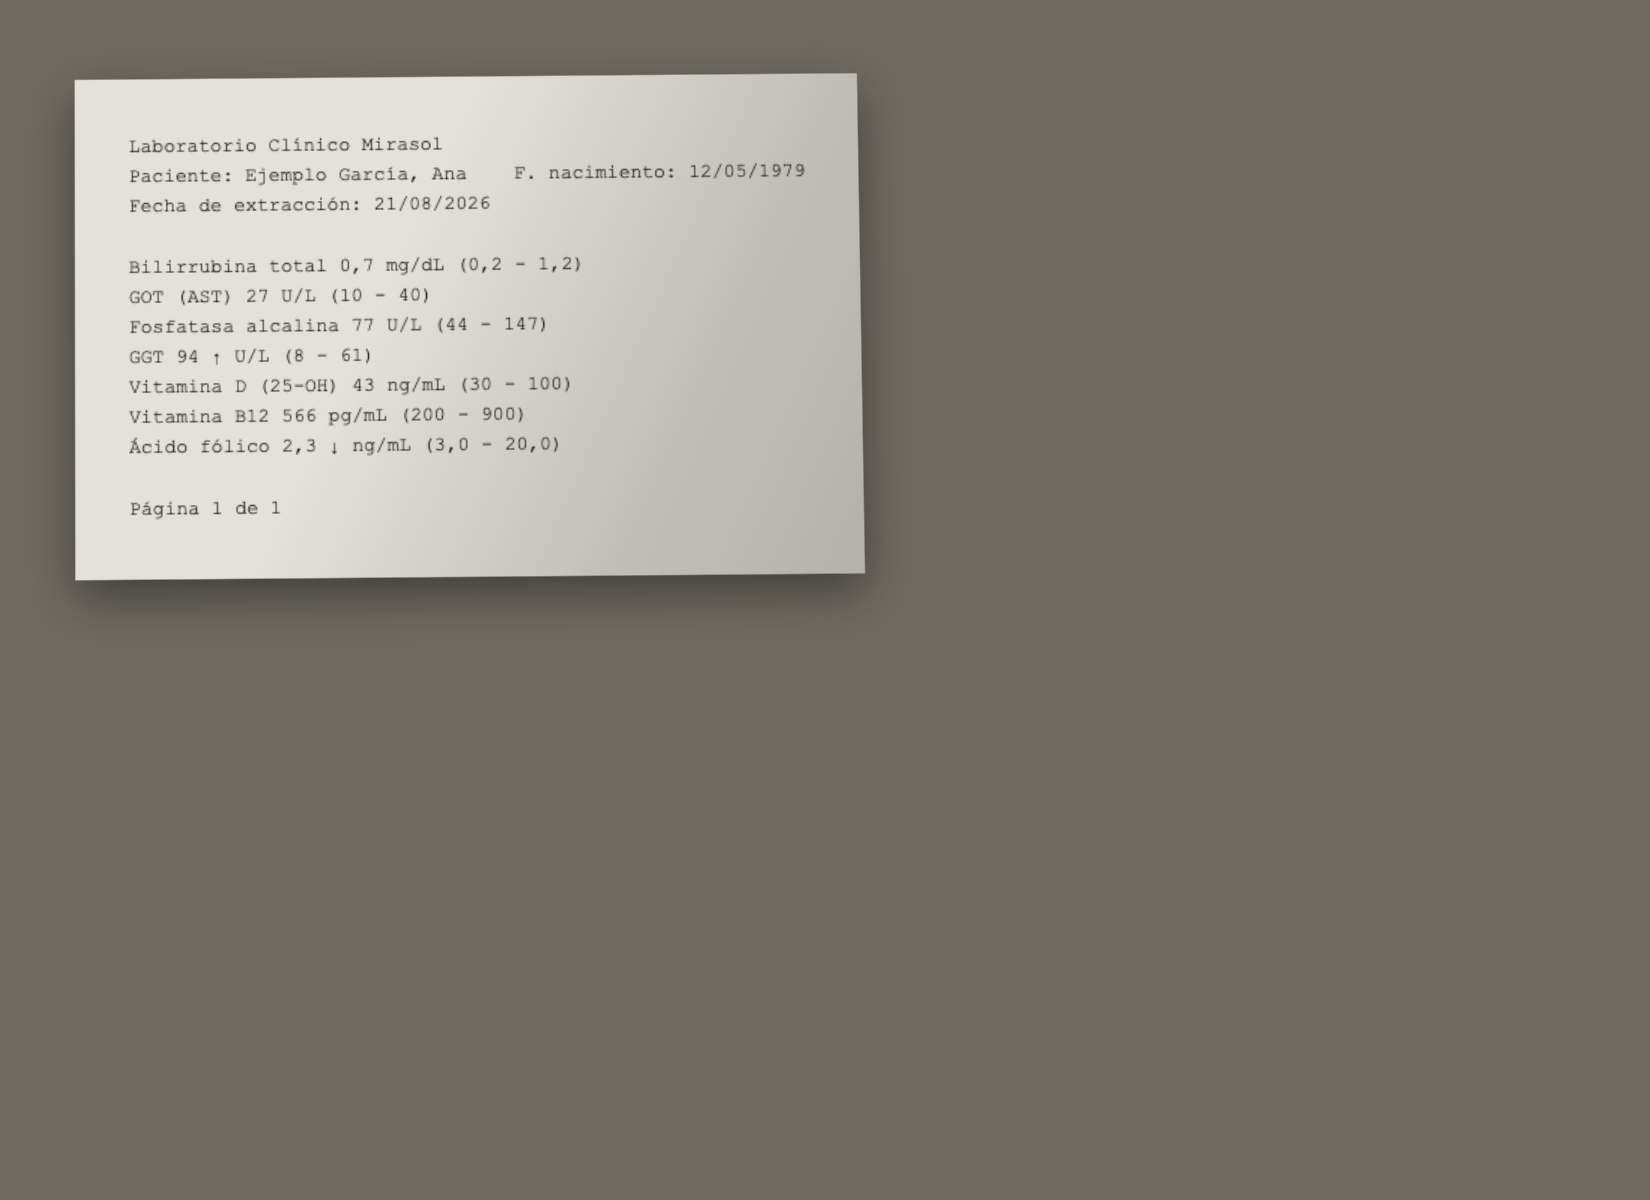 Laboratorio Clínico Mirasol
Paciente: Ejemplo García, Ana    F. nacimiento: 12/05/1979
Fecha de extracción: 21/08/2026
Bilirrubina total 0,7 mg/dL (0,2 - 1,2)
GOT (AST) 27 U/L (10 - 40)
Fosfatasa alcalina 77 U/L (44 - 147)
GGT 94 ↑ U/L (8 - 61)
Vitamina D (25-OH) 43 ng/mL (30 - 100)
Vitamina B12 566 pg/mL (200 - 900)
Ácido fólico 2,3 ↓ ng/mL (3,0 - 20,0)
Página 1 de 1